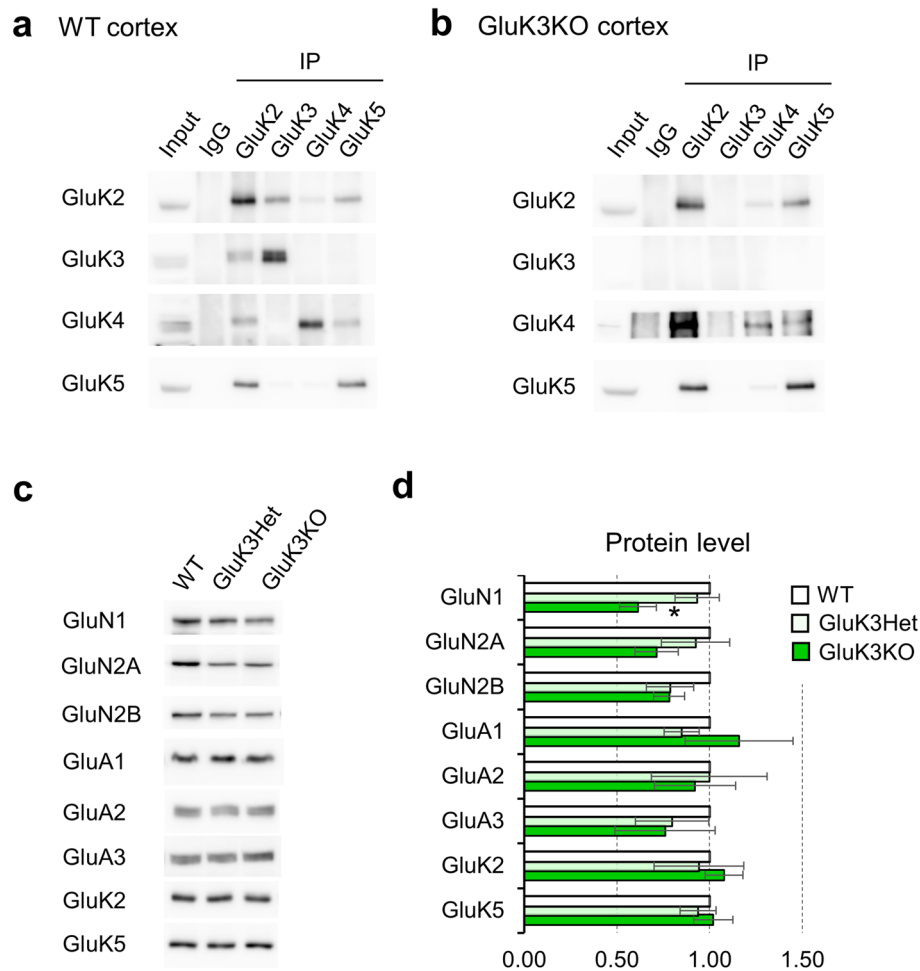 a WT cortex
IP
Input IgG GluK2 GluK3 GluK4 GluK5
GluK2
GluK3
GluK4
GluK5
b GluK3KO cortex
IP
Input IgG GluK2 GluK3 GluK4 GluK5
GluK2
GluK3
GluK4
GluK5
c
WT GluK3Het GluK3KO
GluN1
GluN2A
GluN2B
GluA1
GluA2
GluA3
GluK2
GluK5
d
Protein level
GluN1
*
GluN2A
GluN2B
GluA1
GluA2
GluA3
GluK2
GluK5
0.00 0.50 1.00 1.50
WT
GluK3Het
GluK3KO